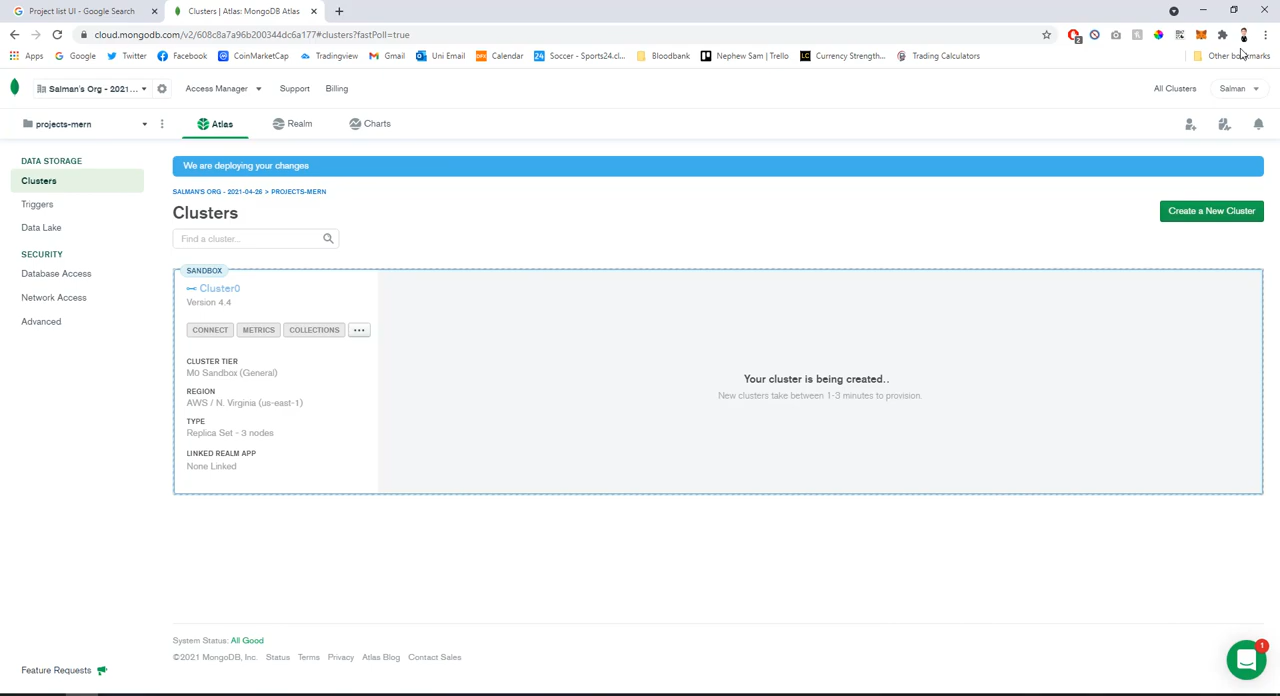 Project list UI - Google Search
Clusters | Atlas: MongoDB Atlas
cloud.mongodb.com/v2/608c8a7a96b200344dc6a177#clusters?fastPoll=true
2
Apps
Google
Twitter
Facebook
CoinMarketCap
Tradingview
Gmail
Uni Email
Calendar
24 Soccer - Sports24.cl...
Bloodbank
Nephew Sam | Trello
LC Currency Strength...
Trading Calculators
Other bookmarks
Salman's Org - 2021...
Access Manager
Support
Billing
All Clusters
Salman
projects-mern
Atlas
Realm
Charts
DATA STORAGE
Clusters
Triggers
Data Lake
SECURITY
Database Access
Network Access
Advanced
We are deploying your changes
SALMAN'S ORG - 2021-04-26 > PROJECTS-MERN
Clusters
Create a New Cluster
Find a cluster...
SANDBOX
Cluster0
Version 4.4
CONNECT
METRICS
COLLECTIONS
...
CLUSTER TIER
M0 Sandbox (General)
REGION
AWS / N. Virginia (us-east-1)
TYPE
Replica Set - 3 nodes
LINKED REALM APP
None Linked
Your cluster is being created..
New clusters take between 1-3 minutes to provision.
System Status: All Good
©2021 MongoDB, Inc. Status Terms Privacy Atlas Blog Contact Sales
Feature Requests
1